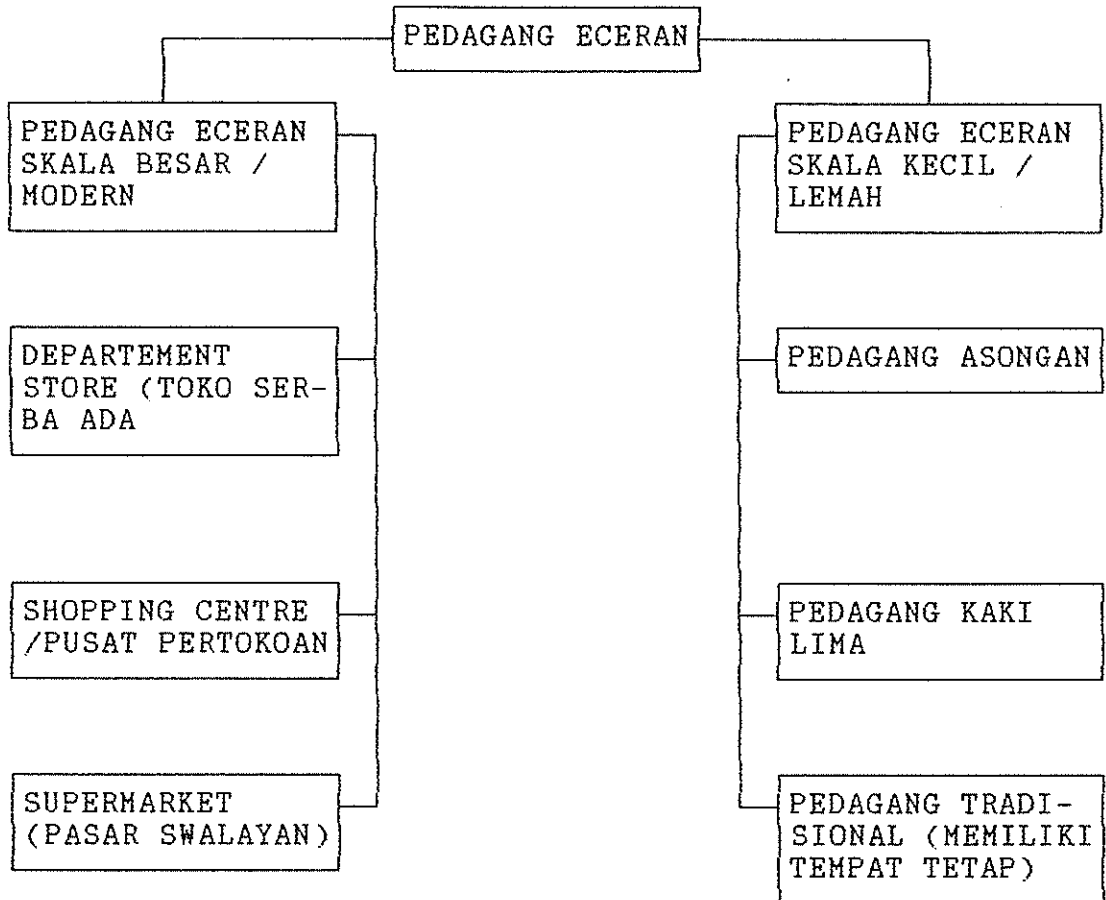 PEDAGANG ECERAN
PEDAGANG ECERAN
SKALA BESAR /
MODERN
PEDAGANG ECERAN
SKALA KECIL /
LEMAH
DEPARTEMENT
STORE (TOKO SER-
BA ADA
PEDAGANG ASONGAN
SHOPPING CENTRE
/PUSAT PERTOKOAN
PEDAGANG KAKI
LIMA
SUPERMARKET
(PASAR SWALAYAN)
PEDAGANG TRADI-
SIONAL (MEMILIKI
TEMPAT TETAP)